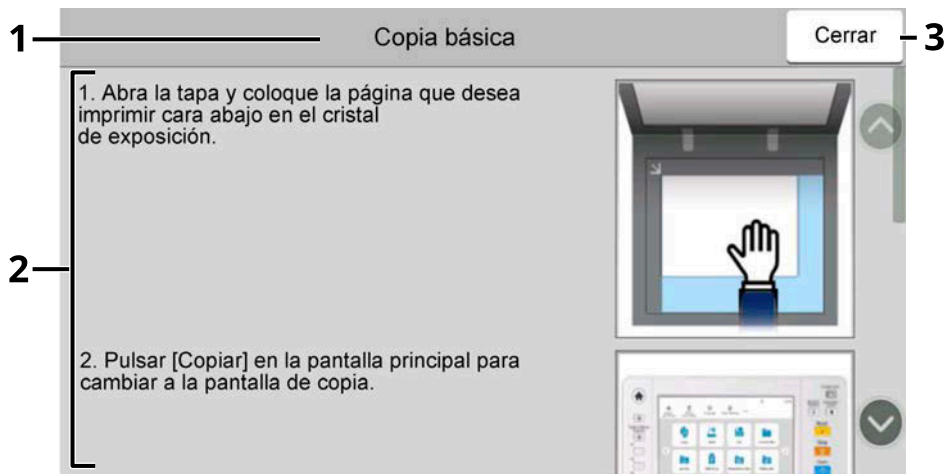 1
Copia básica
Cerrar
3
2
1. Abra la tapa y coloque la página que desea
imprimir cara abajo en el cristal
de exposición.
2. Pulsar [Copiar] en la pantalla principal para
cambiar a la pantalla de copia.